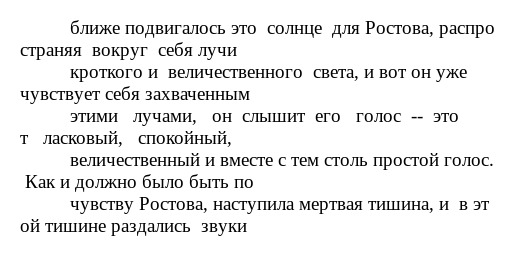 ближе подвигалось это  солнце  для Ростова, распро
страняя  вокруг  себя лучи
кроткого и  величественного  света, и вот он уже
чувствует себя захваченным
этими   лучами,   он  слышит  его   голос  --  это
т   ласковый,   спокойный,
величественный и вместе с тем столь простой голос.
Как и должно было быть по
чувству Ростова, наступила мертвая тишина, и  в эт
ой тишине раздались  звуки